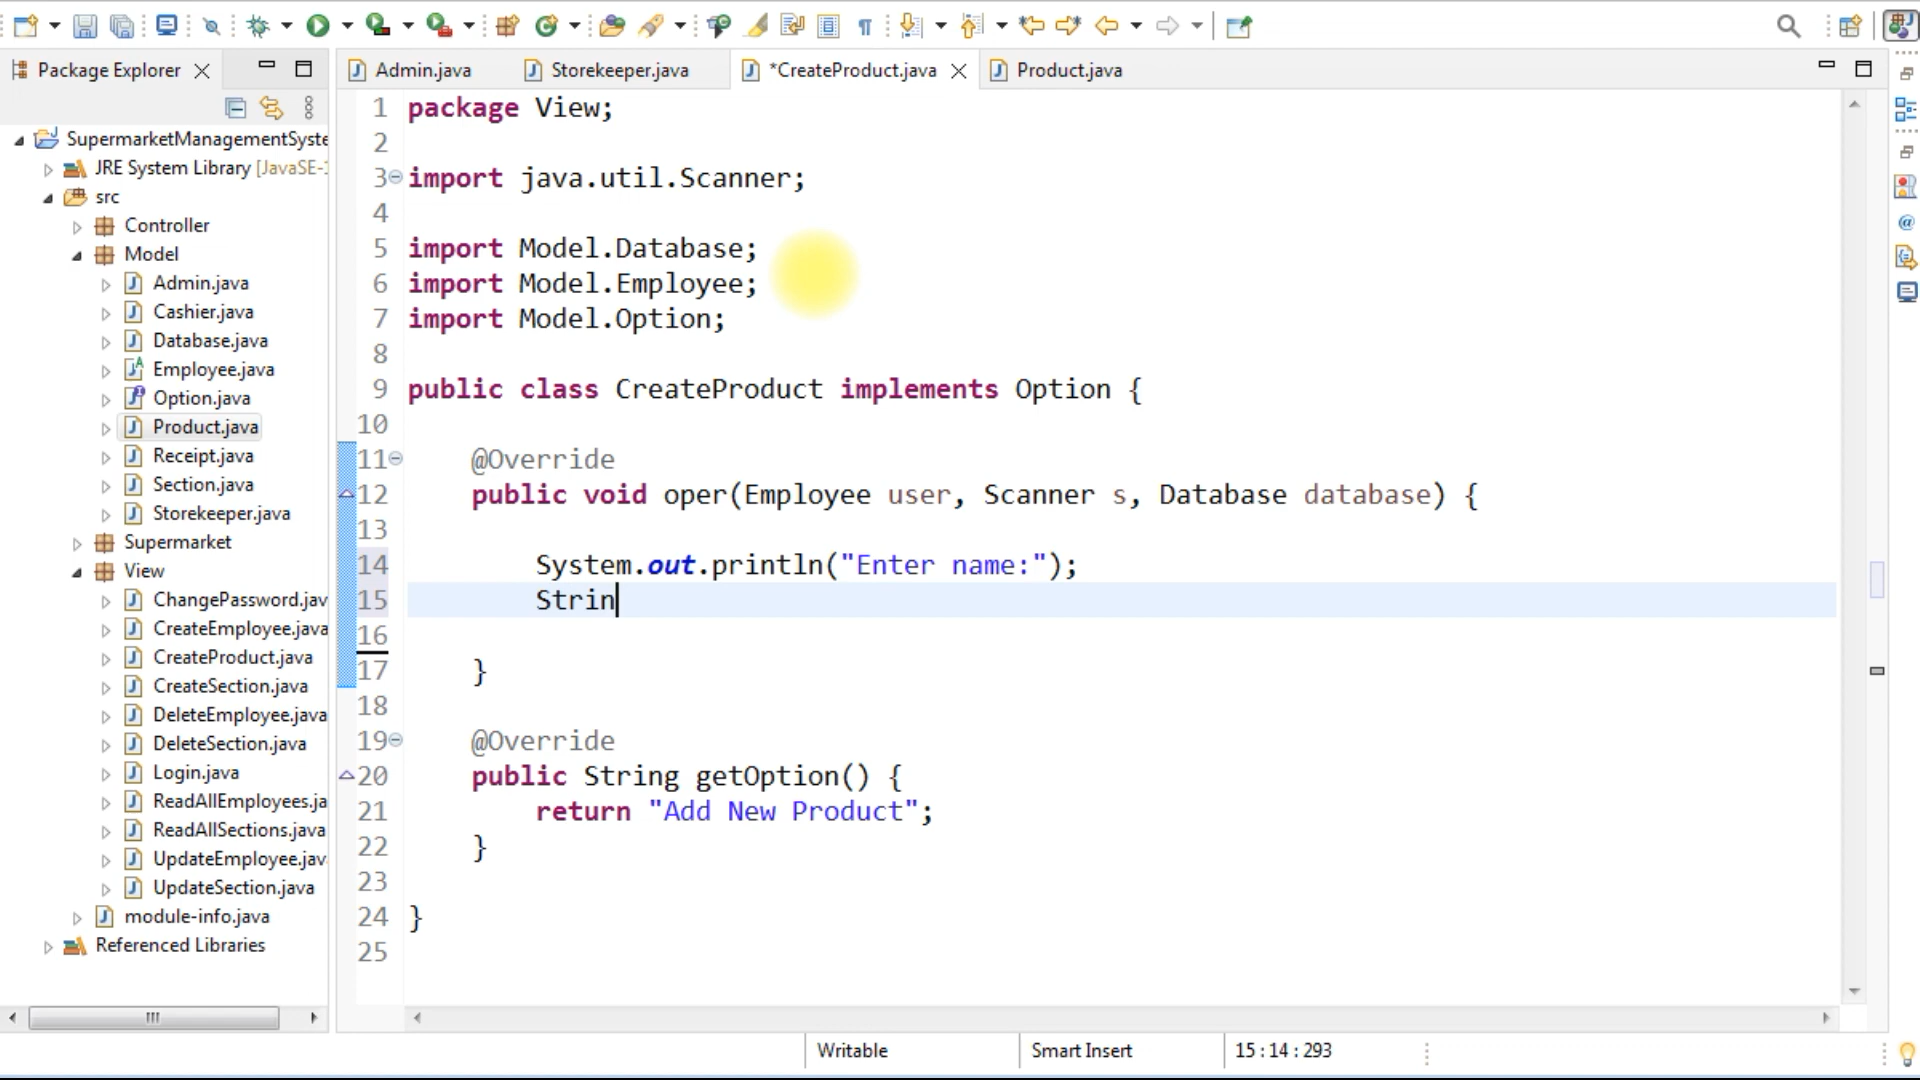 Package Explorer
Admin.java
Storekeeper.java
*CreateProduct.java
Product.java
SupermarketManagementSyste
JRE System Library [JavaSE-1
src
Controller
Model
Admin.java
Cashier.java
Database.java
Employee.java
Option.java
Product.java
Receipt.java
Section.java
Storekeeper.java
Supermarket
View
ChangePassword.jav
CreateEmployee.java
CreateProduct.java
CreateSection.java
DeleteEmployee.java
DeleteSection.java
Login.java
ReadAllEmployees.ja
ReadAllSections.java
UpdateEmployee.jav
UpdateSection.java
module-info.java
Referenced Libraries
1 package View;
2
3 import java.util.Scanner;
4
5 import Model.Database;
6 import Model.Employee;
7 import Model.Option;
8
9 public class CreateProduct implements Option {
10
11 @Override
12 public void oper(Employee user, Scanner s, Database database) {
13
14 System.out.println("Enter name:");
15 Strin
16
17 }
18
19 @Override
20 public String getOption() {
21 return "Add New Product";
22 }
23
24 }
25
Writable
Smart Insert
15 : 14 : 293